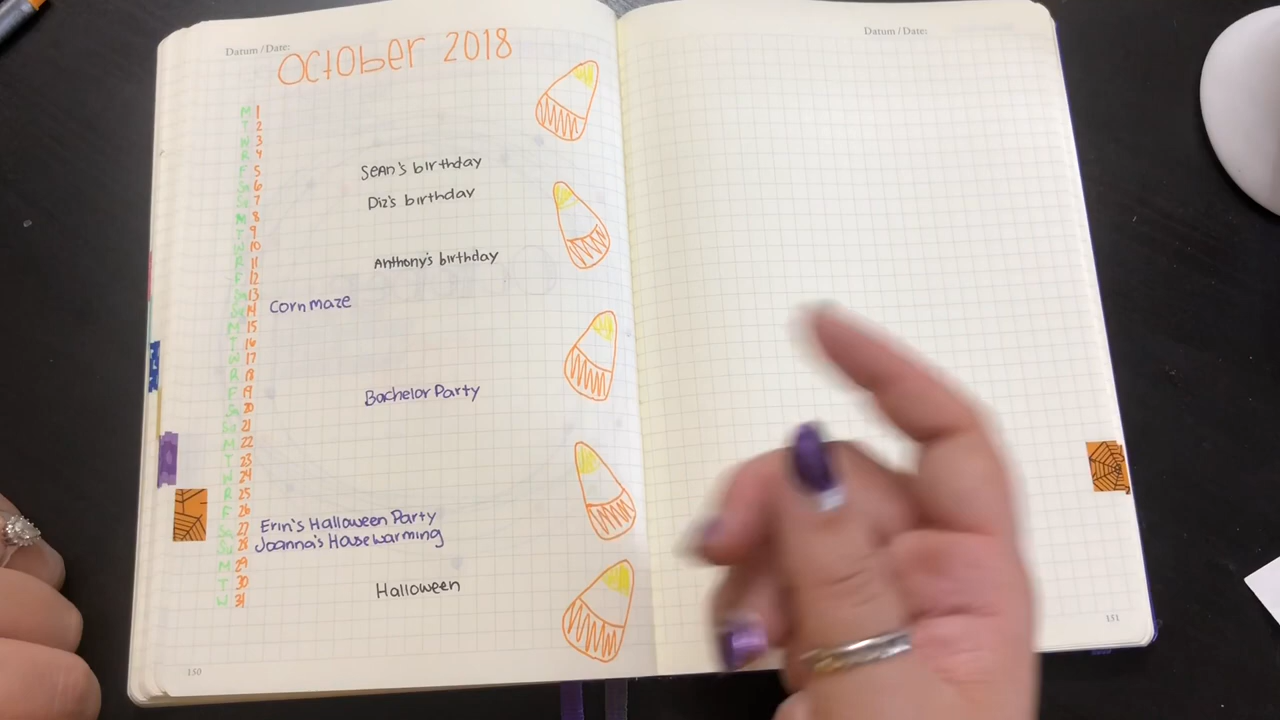 Datum / Date:
OCTOBER 2018
M 1
T 2
W 3
R 4
F 5 Sean's birthday
Sa 6
Su 7 Diz's birthday
M 8
T 9
W 10
R 11 Anthony's birthday
F 12
Sa 13
Su 14 Corn maze
M 15
T 16
W 17
R 18
F 19 Bachelor Party
Sa 20
Su 21
M 22
T 23
W 24
R 25
F 26
Sa 27 Erin's Halloween Party
Su 28 Joanna's Housewarming
M 29
T 30
W 31 Halloween
150
Datum / Date:
151